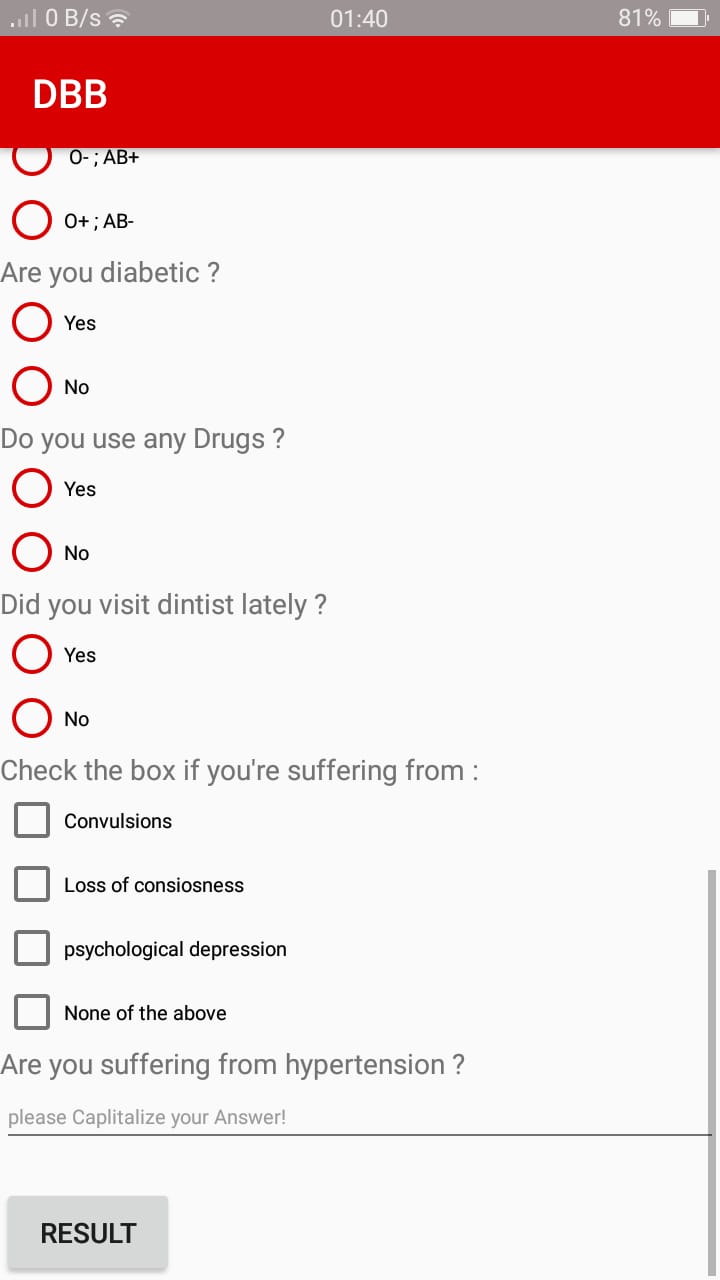 0 B/s 01:40 81%
DBB
O- ; AB+
O+ ; AB-
Are you diabetic ?
Yes
No
Do you use any Drugs ?
Yes
No
Did you visit dintist lately ?
Yes
No
Check the box if you're suffering from :
Convulsions
Loss of consiosness
psychological depression
None of the above
Are you suffering from hypertension ?
please Caplitalize your Answer!
RESULT